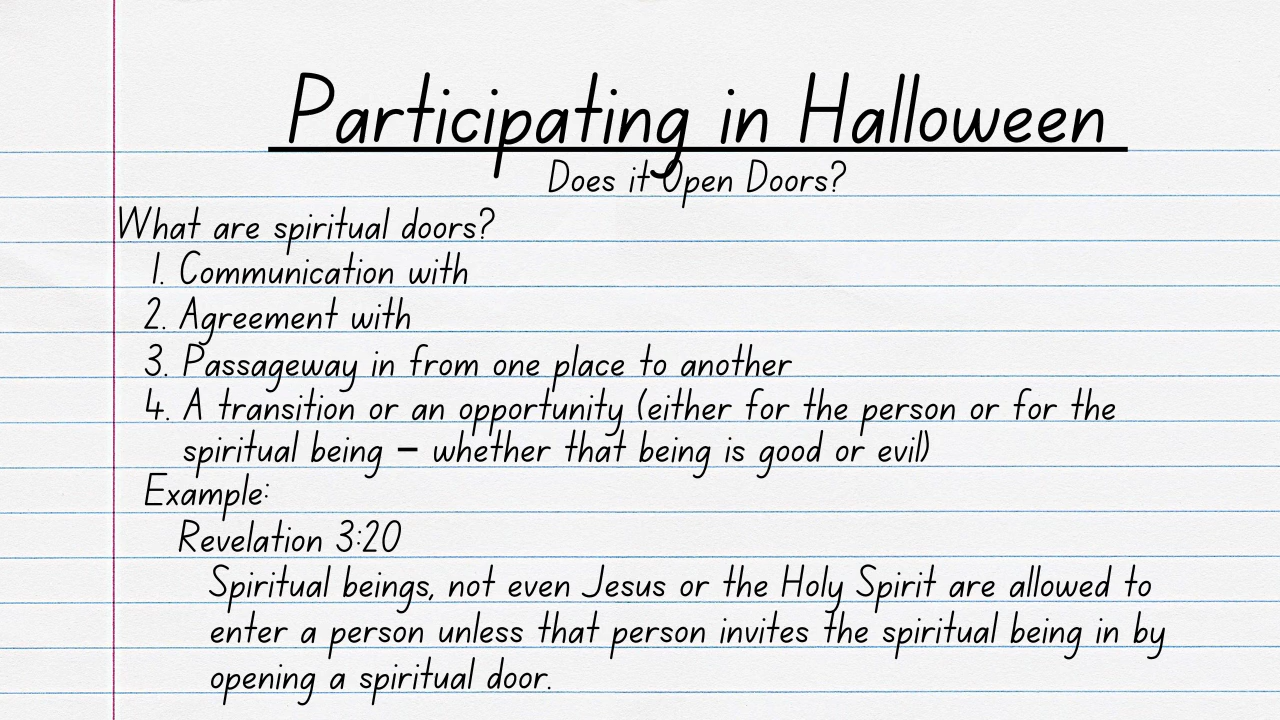 Participating in Halloween
Does it Open Doors?
What are spiritual doors?
1. Communication with
2. Agreement with
3. Passageway in from one place to another
4. A transition or an opportunity (either for the person or for the
spiritual being – whether that being is good or evil)
Example:
Revelation 3:20
Spiritual beings, not even Jesus or the Holy Spirit are allowed to
enter a person unless that person invites the spiritual being in by
opening a spiritual door.